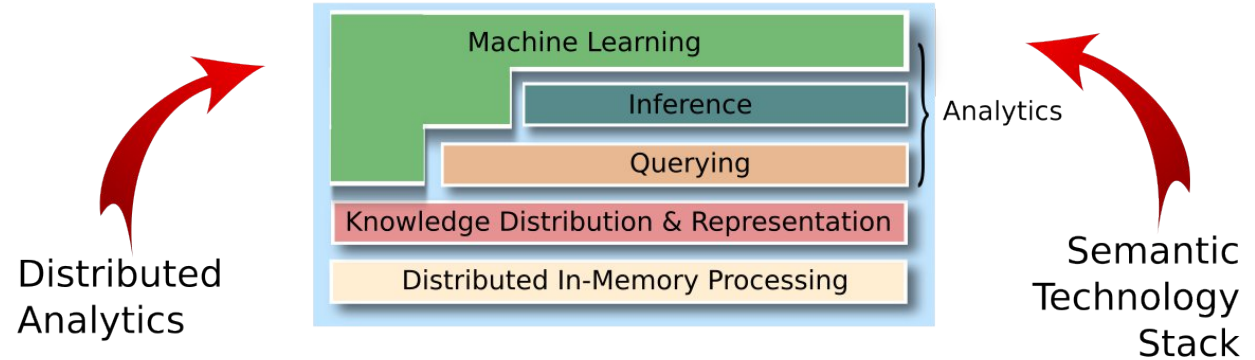 Machine Learning
Inference
Analytics
Querying
Knowledge Distribution & Representation
Distributed In-Memory Processing
Distributed
Analytics
Semantic
Technology
Stack